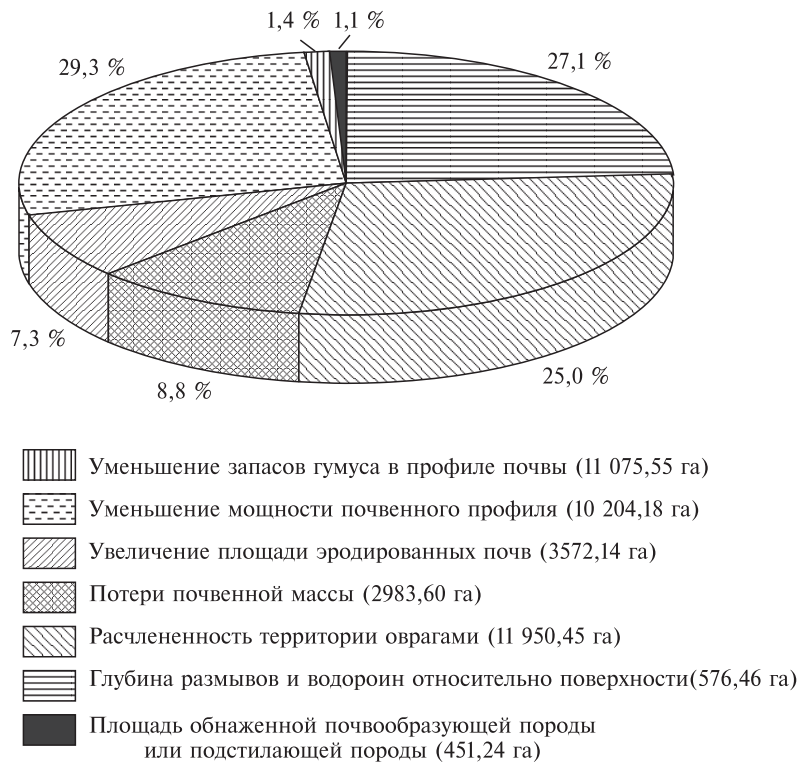 1,4 % 1,1 %
29,3 % 27,1 %
7,3 %
8,8 % 25,0 %
Уменьшение запасов гумуса в профиле почвы (11 075,55 га)
Уменьшение мощности почвенного профиля (10 204,18 га)
Увеличение площади эродированных почв (3572,14 га)
Потери почвенной массы (2983,60 га)
Расчлененность территории оврагами (11 950,45 га)
Глубина размывов и водороин относительно поверхности(576,46 га)
Площадь обнаженной почвообразующей породы
или подстилающей породы (451,24 га)